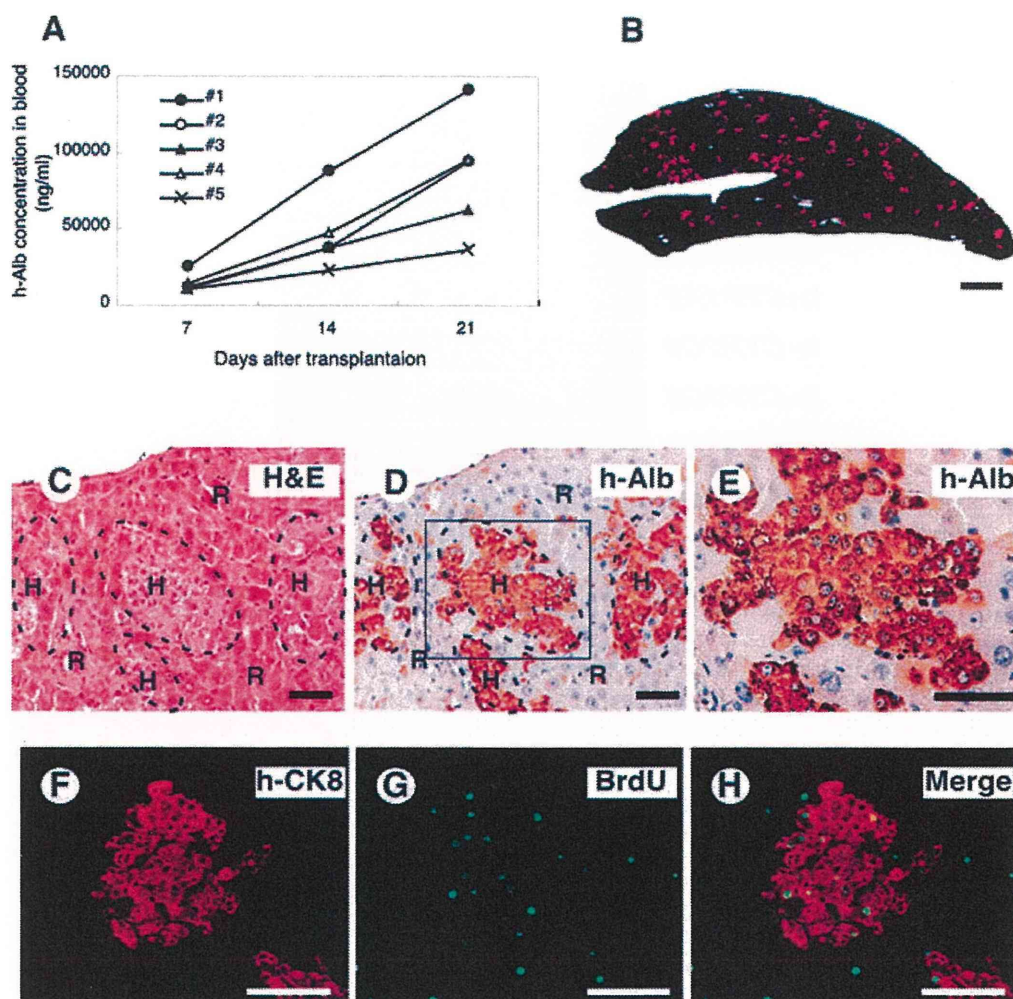 A
h-Alb concentration in blood
(ng/ml)
150000
100000
50000
0
#1
#2
#3
#4
#5
7
14
21
Days after transplantaion
B
C
H&E
R
H
I
H
H
R
H
R
D
h-Alb
R
H
H
H
R
H
R
E
h-Alb
F
h-CK8
G
BrdU
H
Merge